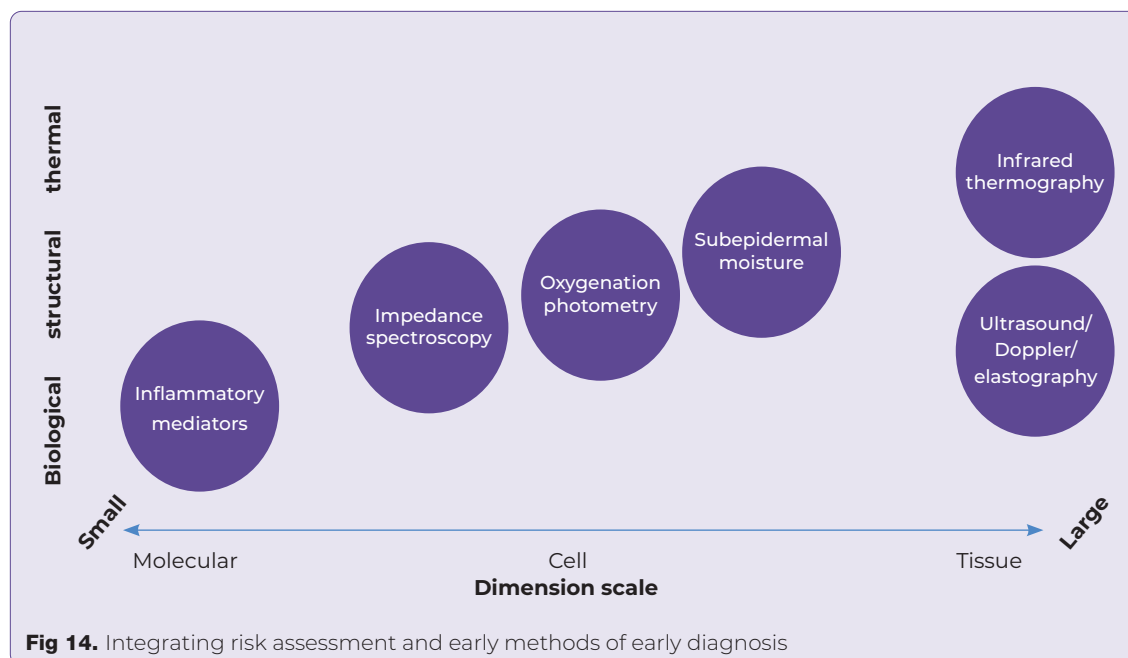 thermal
structural
Biological
Infrared
thermography
Subepidermal
moisture
Oxygenation
photometry
Impedance
spectroscopy
Ultrasound/
Doppler/
elastography
Inflammatory
mediators
Small
Large
Molecular
Cell
Tissue
Dimension scale
Fig 14. Integrating risk assessment and early methods of early diagnosis